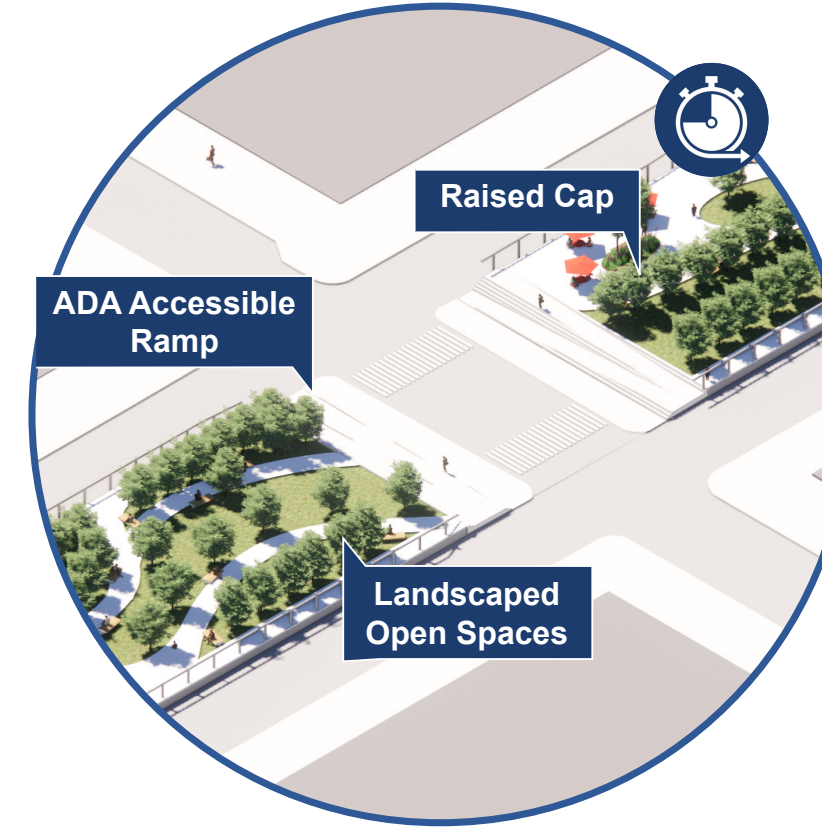 Raised Cap
ADA Accessible
Ramp
Landscaped
Open Spaces